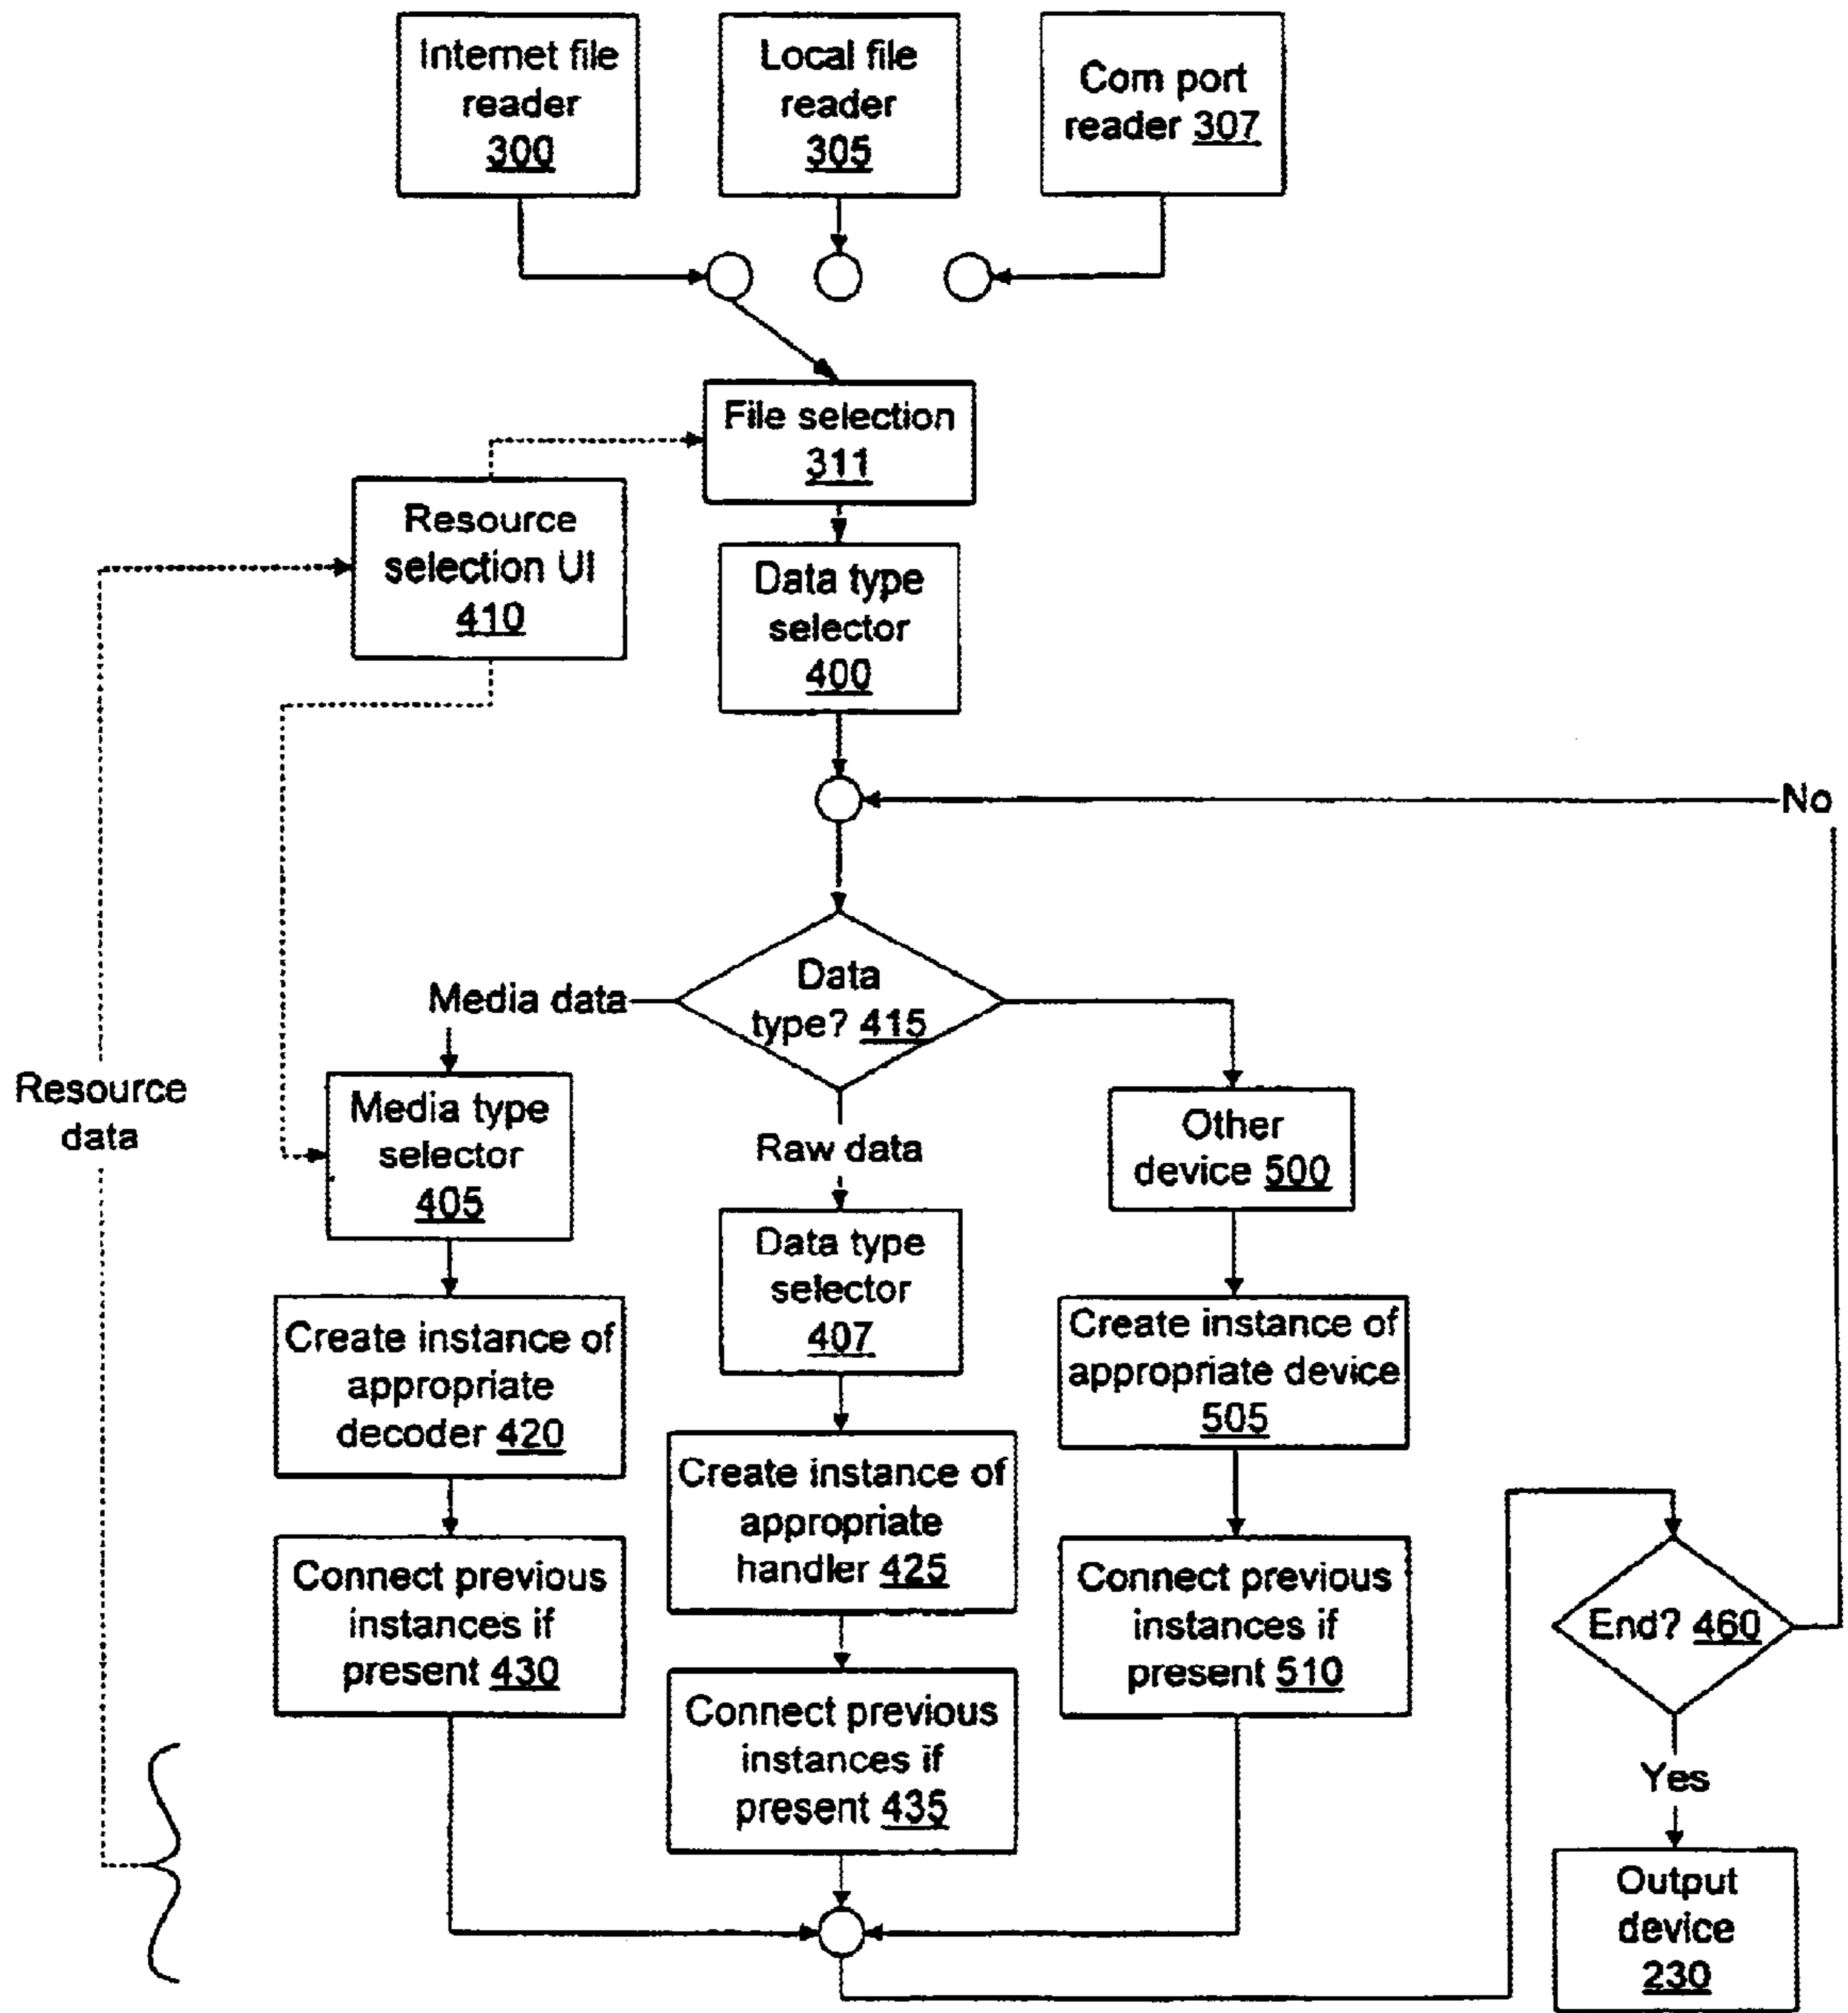 Internet file
reader
300
Local file
reader
305
Com port
reader 307
File selection
311
Resource
selection UI
410
Data type
selector
400
No
Data
type? 415
Media data
Resource
data
Media type
selector
405
Raw data
Other
device 500
Data type
selector
407
Create instance of
appropriate
decoder 420
Create instance of
appropriate device
505
Create instance of
appropriate
handler 425
Connect previous
instances if
present 430
Connect previous
instances if
present 510
End? 460
Connect previous
instances if
present 435
Yes
Output
device
230